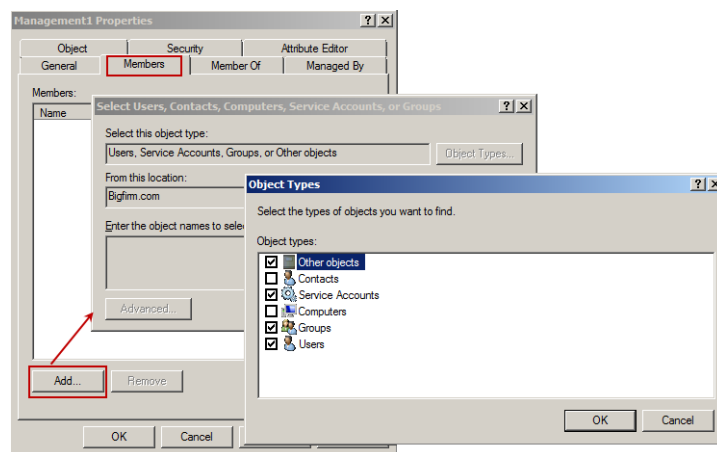 Management1 Properties
Object Security Attribute Editor
General Members Member Of Managed By
Members:
Name
Select Users, Contacts, Computers, Service Accounts, or Groups
Select this object type:
Users, Service Accounts, Groups, or Other objects
Object Types...
From this location:
Bigfirm.com
Enter the object names to sele
Advanced...
Object Types
Select the types of objects you want to find.
Object types:
Other objects
Contacts
Service Accounts
Computers
Groups
Users
OK Cancel
Add... Remove
OK Cancel